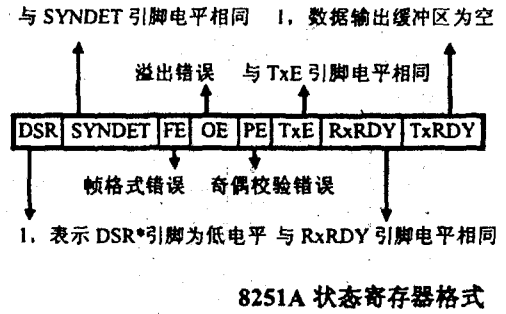 与 SYNDET 引脚电平相同 1，数据输出缓冲区为空
溢出错误 与 TxE 引脚电平相同
DSR SYNDET FE OE PE TxE RxRDY TxRDY
帧格式错误 奇偶校验错误
1，表示 DSR*引脚为低电平 与 RxRDY 引脚电平相同
8251A 状态寄存器格式